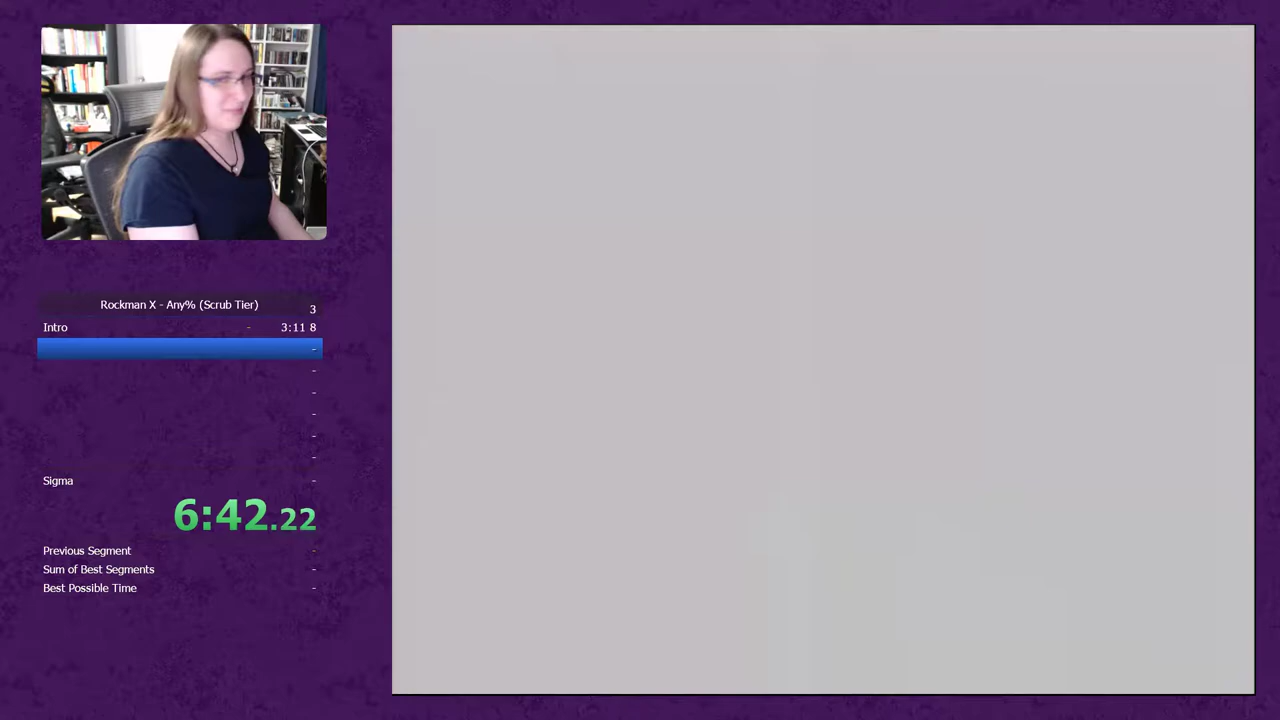 Rockman X - Any% (Scrub Tier)
3
Intro - 3:11 8
-
-
-
-
-
-
Sigma -
6:42.22
Previous Segment -
Sum of Best Segments -
Best Possible Time -